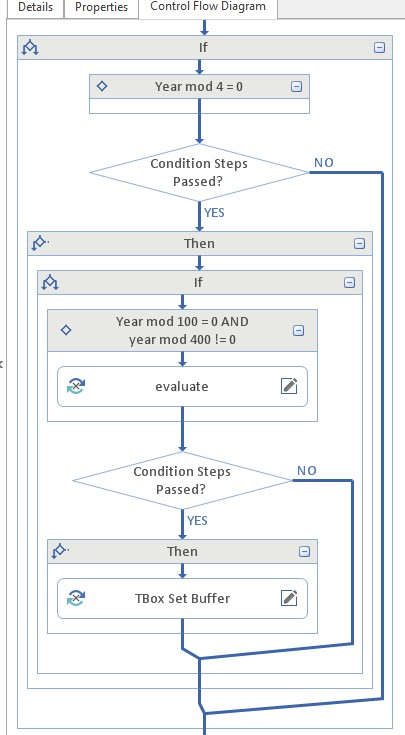 Details Properties Control Flow Diagram
If
Year mod 4 = 0
Condition Steps
Passed?
NO
YES
Then
If
Year mod 100 = 0 AND
year mod 400 != 0
evaluate
Condition Steps
Passed?
NO
YES
Then
TBox Set Buffer